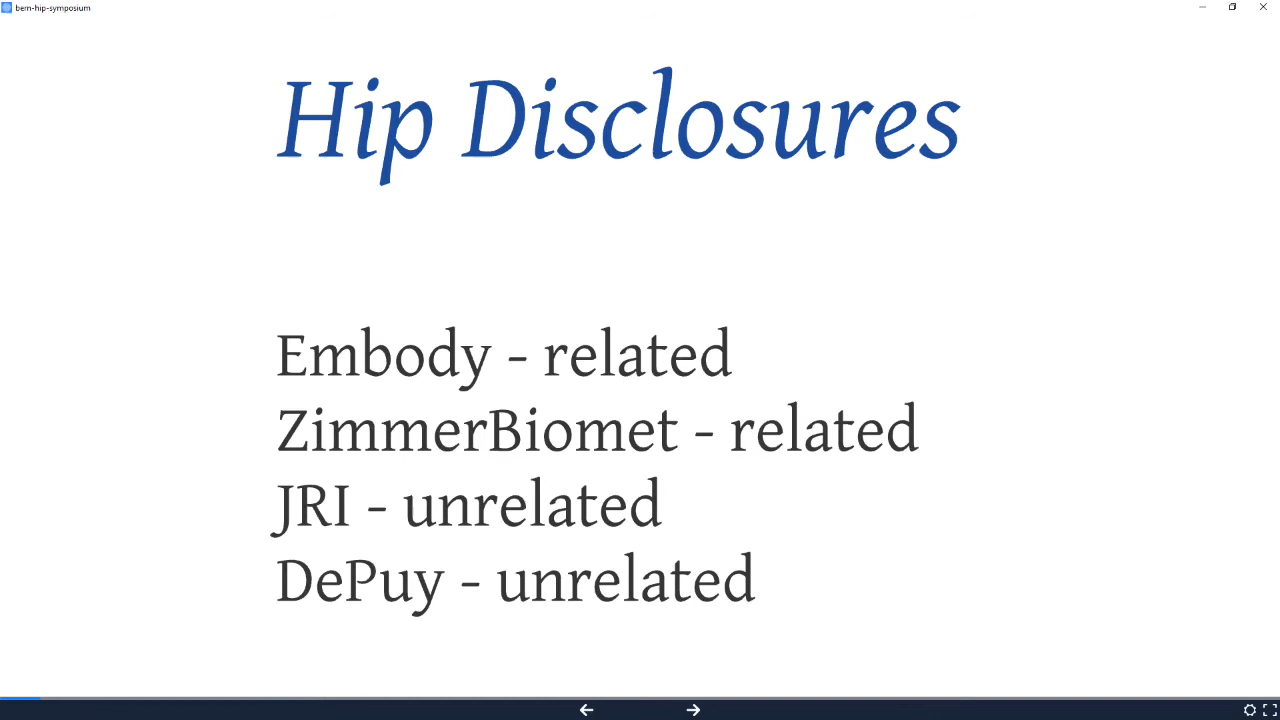 bern-hip-symposium
Hip Disclosures
Embody - related
ZimmerBiomet - related
JRI - unrelated
DePuy - unrelated